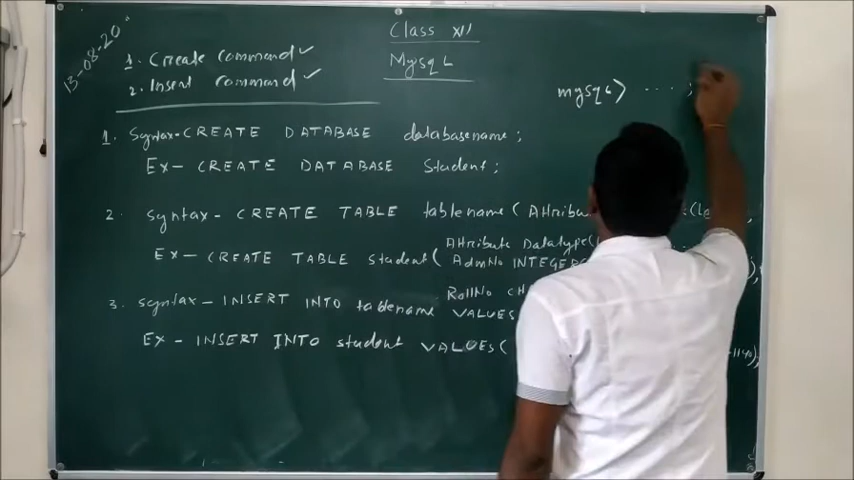 13-08-20
Class XII
MysqL
1. Create command ✓
2. Insert command ✓
mysqL> .... ;
1. Syntax-CREATE DATABASE databasename ;
Ex- CREATE DATABASE Student ;
2. Syntax- CREATE TABLE tablename (
Attribute Datatype(
Ex- CREATE TABLE student(
AdmNo INTEGER
RollNo
3. syntax- INSERT INTO tablename VALUES
Ex - INSERT INTO student VALUES(